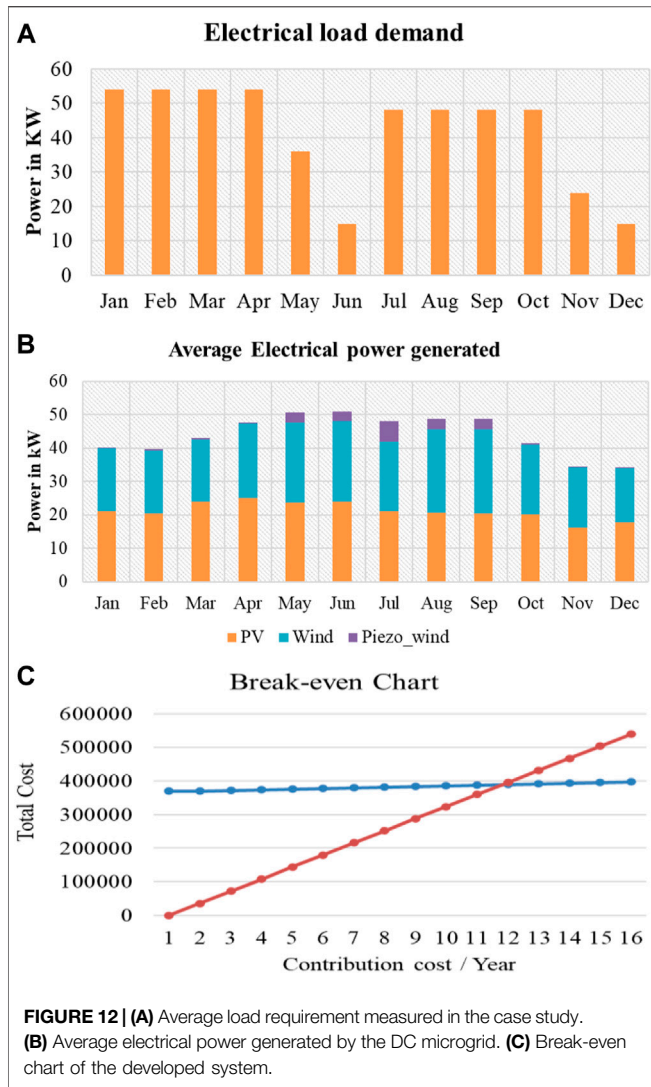 A
Electrical load demand
Power in KW
60
50
40
30
20
10
0
Jan Feb Mar Apr May Jun Jul Aug Sep Oct Nov Dec
B
Average Electrical power generated
Power in kW
60
50
40
30
20
10
0
Jan Feb Mar Apr May Jun Jul Aug Sep Oct Nov Dec
PV Wind Piezo_wind
C
Break-even Chart
Total Cost
600000
500000
400000
300000
200000
100000
0
1 2 3 4 5 6 7 8 9 10 11 12 13 14 15 16
Contribution cost / Year
FIGURE 12 | (A) Average load requirement measured in the case study.
(B) Average electrical power generated by the DC microgrid. (C) Break-even
chart of the developed system.